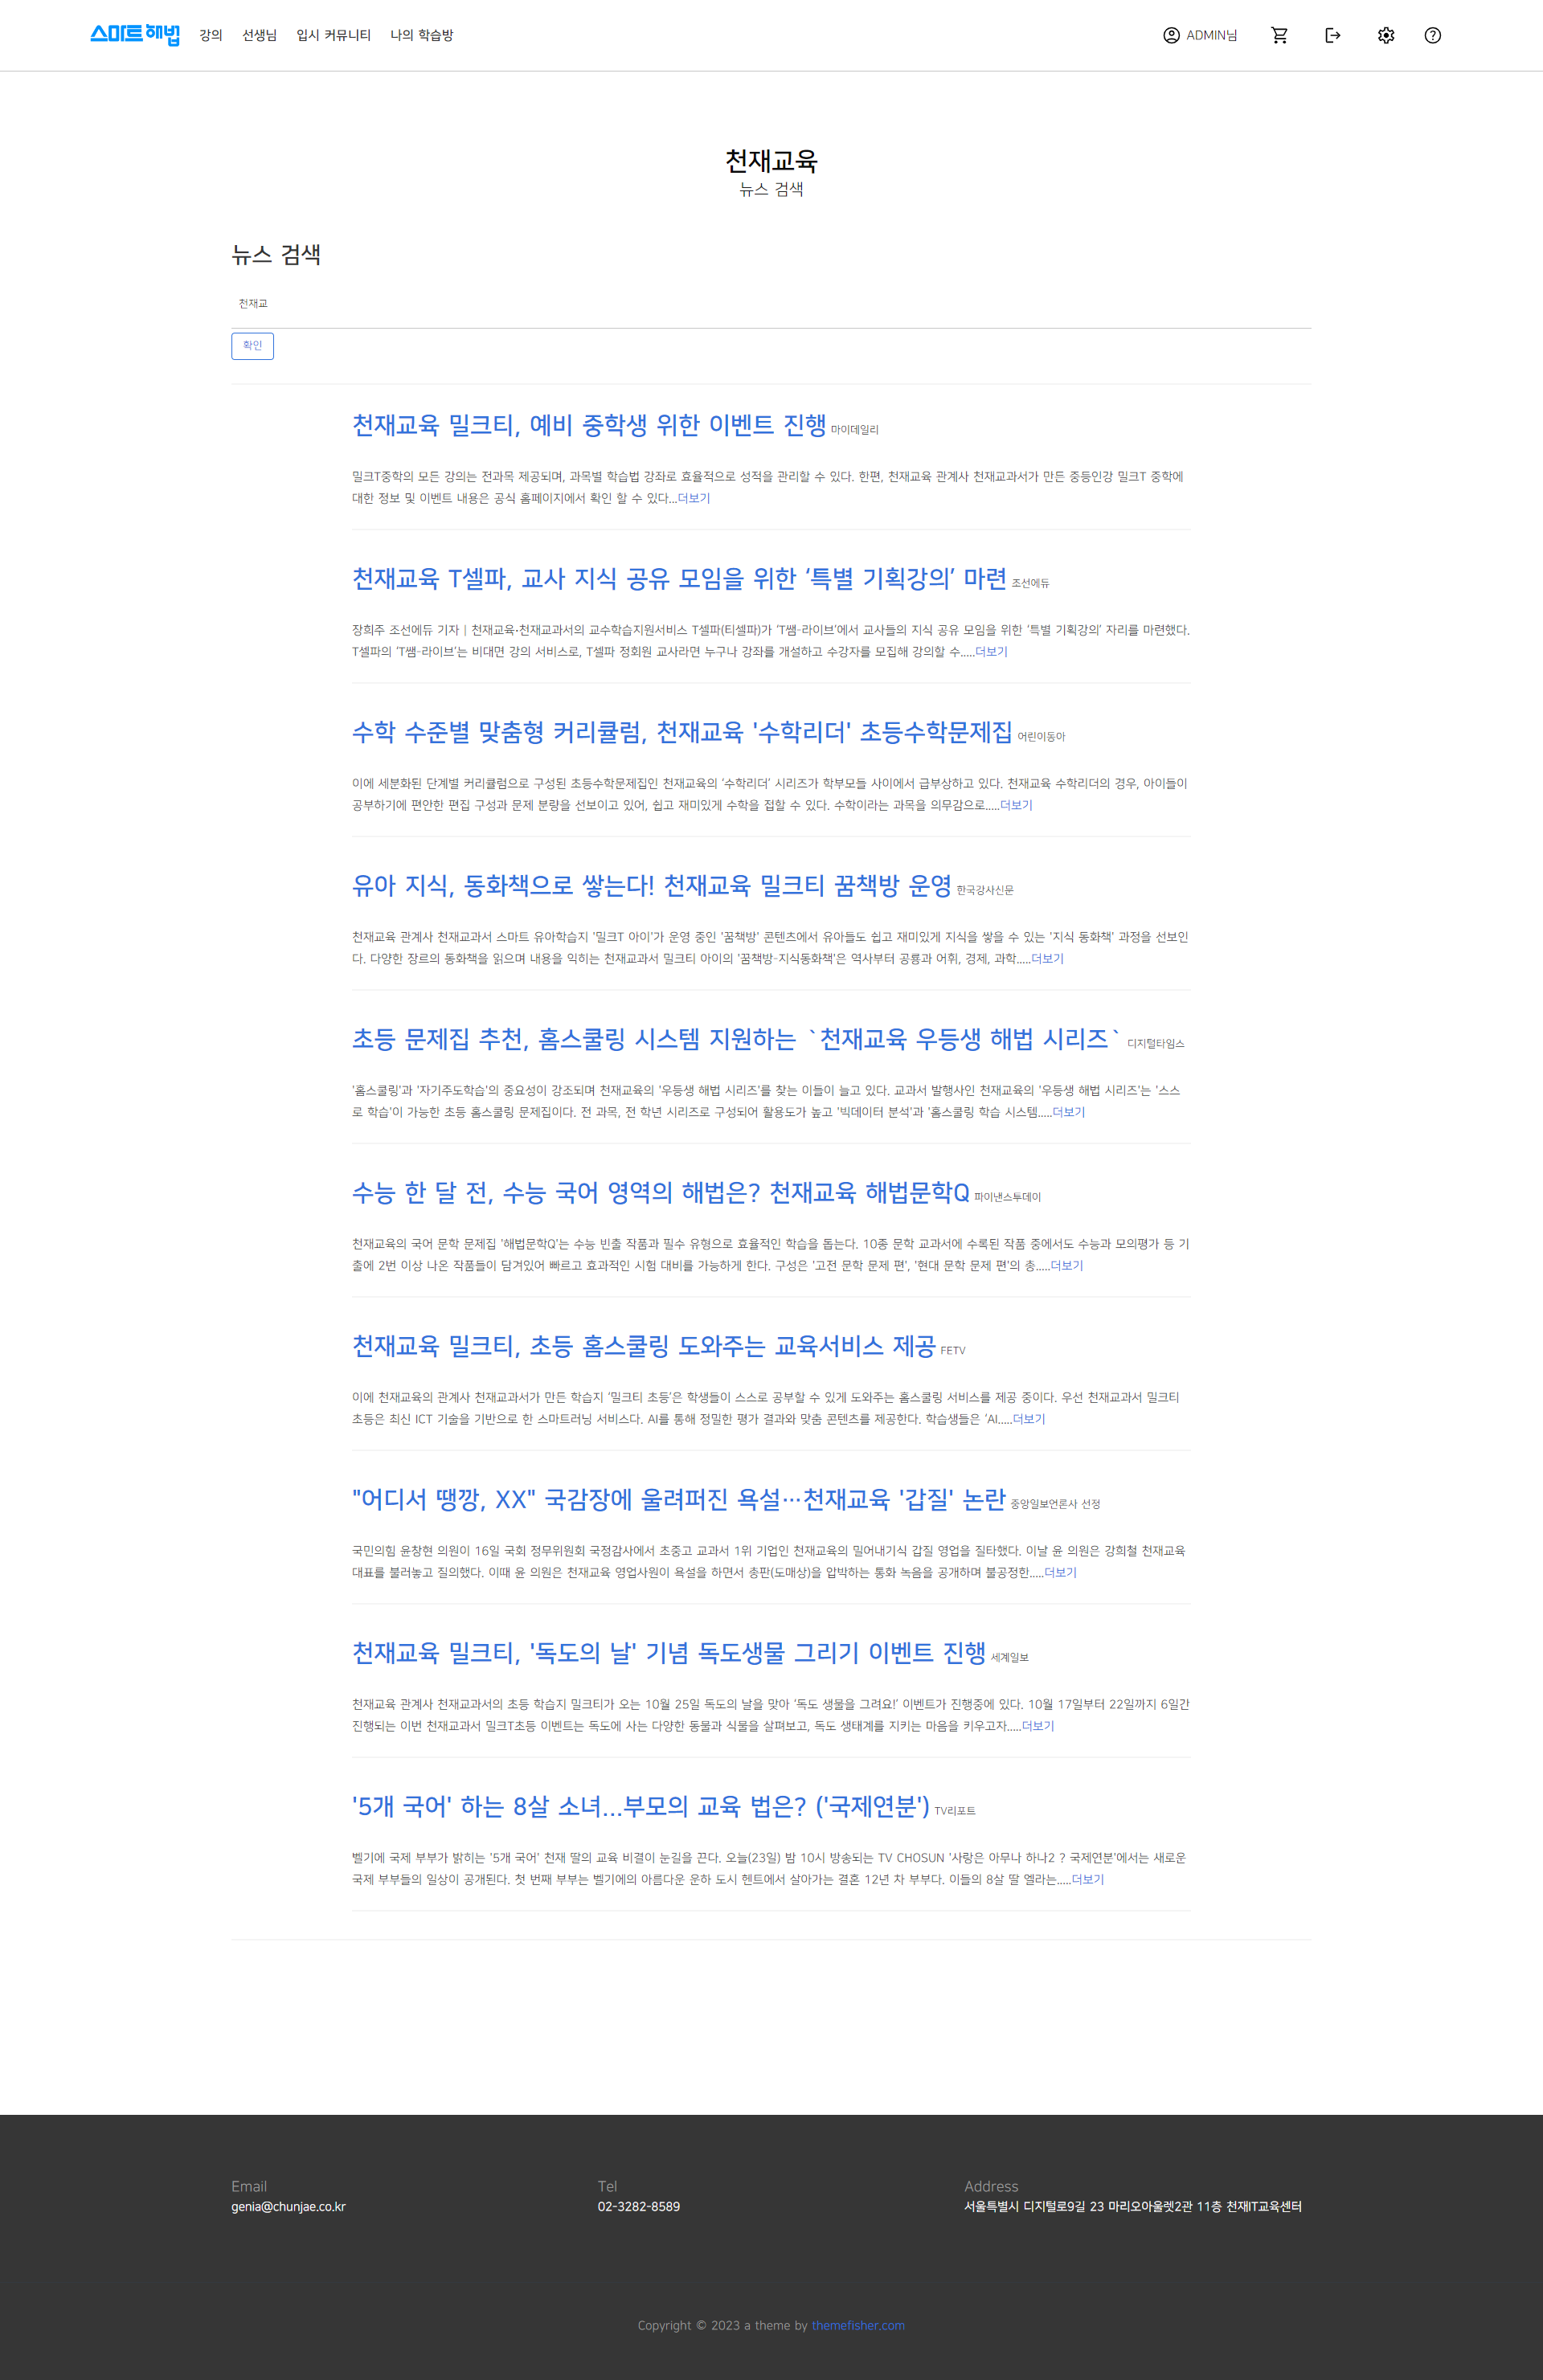 스마트해법 강의 선생님 입시 커뮤니티 나의 학습방 ADMIN님
천재교육
뉴스 검색
뉴스 검색
천재교
확인
천재교육 밀크티, 예비 중학생 위한 이벤트 진행 마이데일리
밀크T중학의 모든 강의는 전과목 제공되며, 과목별 학습법 강좌로 효율적으로 성적을 관리할 수 있다. 한편, 천재교육 관계사 천재교과서가 만든 중등인강 밀크T 중학에
대한 정보 및 이벤트 내용은 공식 홈페이지에서 확인 할 수 있다...더보기
천재교육 T셀파, 교사 지식 공유 모임을 위한 ‘특별 기획강의’ 마련 조선에듀
장희주 조선에듀 기자 | 천재교육·천재교과서의 교수학습지원서비스 T셀파(티셀파)가 ‘T쌤-라이브’에서 교사들의 지식 공유 모임을 위한 ‘특별 기획강의’ 자리를 마련했다.
T셀파의 ‘T쌤-라이브’는 비대면 강의 서비스로, T셀파 정회원 교사라면 누구나 강좌를 개설하고 수강자를 모집해 강의할 수.....더보기
수학 수준별 맞춤형 커리큘럼, 천재교육 '수학리더' 초등수학문제집 어린이동아
이에 세분화된 단계별 커리큘럼으로 구성된 초등수학문제집인 천재교육의 ‘수학리더’ 시리즈가 학부모들 사이에서 급부상하고 있다. 천재교육 수학리더의 경우, 아이들이
공부하기에 편안한 편집 구성과 문제 분량을 선보이고 있어, 쉽고 재미있게 수학을 접할 수 있다. 수학이라는 과목을 의무감으로.....더보기
유아 지식, 동화책으로 쌓는다! 천재교육 밀크티 꿈책방 운영 한국강사신문
천재교육 관계사 천재교과서 스마트 유아학습지 '밀크T 아이'가 운영 중인 '꿈책방' 콘텐츠에서 유아들도 쉽고 재미있게 지식을 쌓을 수 있는 '지식 동화책' 과정을 선보인
다. 다양한 장르의 동화책을 읽으며 내용을 익히는 천재교과서 밀크티 아이의 '꿈책방-지식동화책'은 역사부터 공룡과 어휘, 경제, 과학.....더보기
초등 문제집 추천, 홈스쿨링 시스템 지원하는 `천재교육 우등생 해법 시리즈` 디지털타임스
'홈스쿨링'과 '자기주도학습'의 중요성이 강조되며 천재교육의 '우등생 해법 시리즈'를 찾는 이들이 늘고 있다. 교과서 발행사인 천재교육의 '우등생 해법 시리즈'는 '스스
로 학습'이 가능한 초등 홈스쿨링 문제집이다. 전 과목, 전 학년 시리즈로 구성되어 활용도가 높고 '빅데이터 분석'과 '홈스쿨링 학습 시스템.....더보기
수능 한 달 전, 수능 국어 영역의 해법은? 천재교육 해법문학Q 파이낸스투데이
천재교육의 국어 문학 문제집 '해법문학Q'는 수능 빈출 작품과 필수 유형으로 효율적인 학습을 돕는다. 10종 문학 교과서에 수록된 작품 중에서도 수능과 모의평가 등 기
출에 2번 이상 나온 작품들이 담겨있어 빠르고 효과적인 시험 대비를 가능하게 한다. 구성은 '고전 문학 문제 편', '현대 문학 문제 편'의 총.....더보기
천재교육 밀크티, 초등 홈스쿨링 도와주는 교육서비스 제공 FETV
이에 천재교육의 관계사 천재교과서가 만든 학습지 ‘밀크티 초등’은 학생들이 스스로 공부할 수 있게 도와주는 홈스쿨링 서비스를 제공 중이다. 우선 천재교과서 밀크티
초등은 최신 ICT 기술을 기반으로 한 스마트러닝 서비스다. AI를 통해 정밀한 평가 결과와 맞춤 콘텐츠를 제공한다. 학습생들은 ‘AI.....더보기
"어디서 땡깡, XX" 국감장에 울려퍼진 욕설…천재교육 '갑질' 논란 중앙일보언론사 선정
국민의힘 윤창현 의원이 16일 국회 정무위원회 국정감사에서 초중고 교과서 1위 기업인 천재교육의 밀어내기식 갑질 영업을 질타했다. 이날 윤 의원은 강희철 천재교육
대표를 불러놓고 질의했다. 이때 윤 의원은 천재교육 영업사원이 욕설을 하면서 총판(도매상)을 압박하는 통화 녹음을 공개하며 불공정한.....더보기
천재교육 밀크티, '독도의 날' 기념 독도생물 그리기 이벤트 진행 세계일보
천재교육 관계사 천재교과서의 초등 학습지 밀크티가 오는 10월 25일 독도의 날을 맞아 ‘독도 생물을 그려요!’ 이벤트가 진행중에 있다. 10월 17일부터 22일까지 6일간
진행되는 이번 천재교과서 밀크T초등 이벤트는 독도에 사는 다양한 동물과 식물을 살펴보고, 독도 생태계를 지키는 마음을 키우고자.....더보기
'5개 국어' 하는 8살 소녀...부모의 교육 법은? ('국제연분') TV리포트
벨기에 국제 부부가 밝히는 '5개 국어' 천재 딸의 교육 비결이 눈길을 끈다. 오늘(23일) 밤 10시 방송되는 TV CHOSUN '사랑은 아무나 하나2 ? 국제연분'에서는 새로운
국제 부부들의 일상이 공개된다. 첫 번째 부부는 벨기에의 아름다운 운하 도시 헨트에서 살아가는 결혼 12년 차 부부다. 이들의 8살 딸 엘라는.....더보기
Email Tel Address
genia@chunjae.co.kr 02-3282-8589 서울특별시 디지털로9길 23 마리오아울렛2관 11층 천재IT교육센터
Copyright © 2023 a theme by themefisher.com